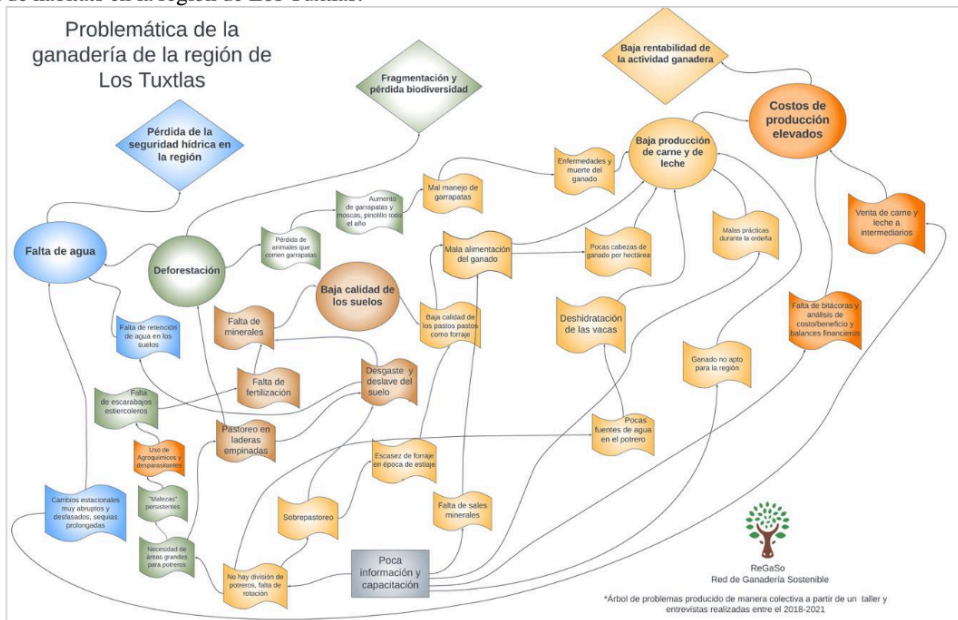 de hábitats en la región de Los Tuxtlas.
Problemática de la
ganadería de la región de
Los Tuxtlas
Pérdida de la
seguridad hídrica en
la región
Fragmentación y
pérdida biodiversidad
Baja rentabilidad de
la actividad ganadera
Costos de
producción
elevados
Baja producción
de carne y de
leche
Enfermedades y
muerte del
ganado
Mal manejo de
garrapatas
Aumento
de garrapatas y
moscas, pinolillo todo
el año
Pérdida de
animales que
comen garrapatas
Falta de agua
Deforestación
Baja calidad de
los suelos
Mala alimentación
del ganado
Pocas cabezas de
ganado por hectárea
Malas prácticas
durante la ordeña
Venta de carne y
leche a
intermediarios
Falta de retención
de agua en los
suelos
Falta de
minerales
Baja calidad de
los pastos pastos
como forraje
Deshidratación
de las vacas
Falta de bitácoras y
análisis de
costo/beneficio y
balances financieros
Falta de
fertilización
Desgaste y
deslave del
suelo
Ganado no apto
para la región
Falta
de escarabajos
estiercoleros
Pastoreo en
laderas
empinadas
Pocas
fuentes de agua
en el potrero
Uso de
Agroquímicos y
desparasitantes
Escasez de forraje
en época de estiaje
Cambios estacionales
muy abruptos y
desfasados, sequias
prolongadas
"Malezas"
persistentes
Sobrepastoreo
Falta de sales
minerales
Necesidad de
áreas grandes
para potreros
No hay división de
potreros, falta de
rotación
Poca
información y
capacitación
ReGaSo
Red de Ganadería Sostenible
*Árbol de problemas producido de manera colectiva a partir de un taller y
entrevistas realizadas entre el 2018-2021